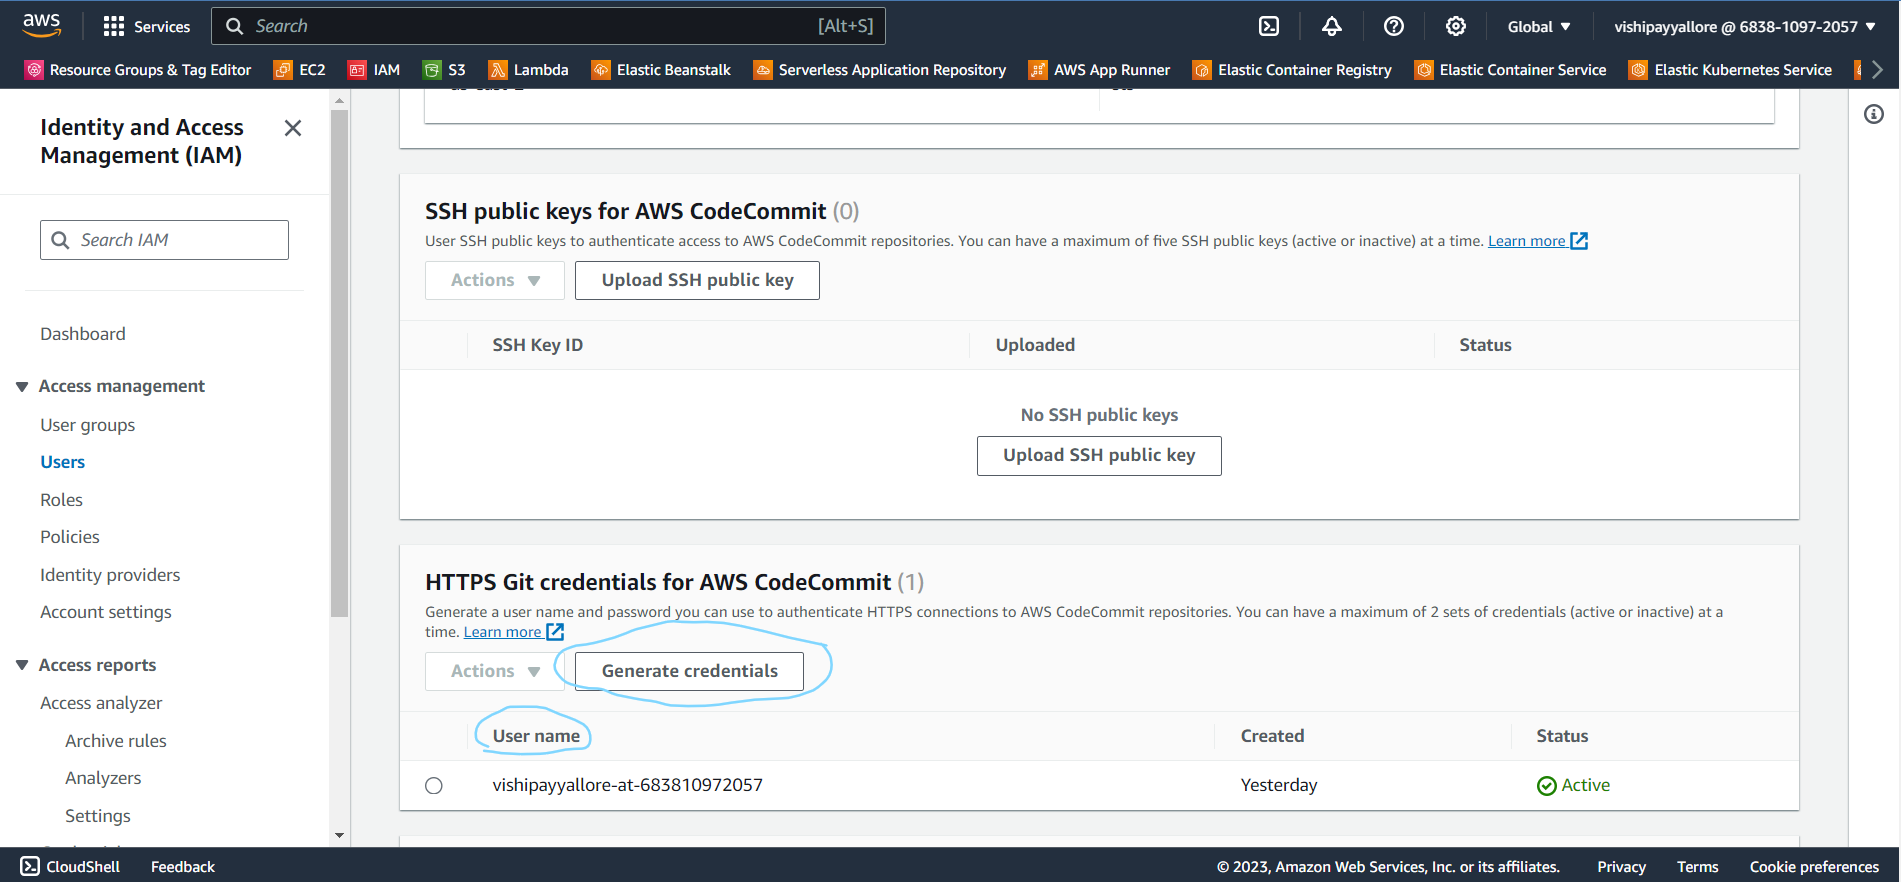 aws
Services
Search [Alt+S]
Global
vishipayyallore @ 6838-1097-2057
Resource Groups & Tag Editor EC2 IAM S3 Lambda Elastic Beanstalk Serverless Application Repository AWS App Runner Elastic Container Registry Elastic Container Service Elastic Kubernetes Service
Identity and Access
Management (IAM)
Search IAM
Dashboard
Access management
User groups
Users
Roles
Policies
Identity providers
Account settings
Access reports
Access analyzer
Archive rules
Analyzers
Settings
SSH public keys for AWS CodeCommit (0)
User SSH public keys to authenticate access to AWS CodeCommit repositories. You can have a maximum of five SSH public keys (active or inactive) at a time. Learn more
Actions Upload SSH public key
SSH Key ID Uploaded Status
No SSH public keys
Upload SSH public key
HTTPS Git credentials for AWS CodeCommit (1)
Generate a user name and password you can use to authenticate HTTPS connections to AWS CodeCommit repositories. You can have a maximum of 2 sets of credentials (active or inactive) at a
time. Learn more
Actions Generate credentials
User name Created Status
vishipayyallore-at-683810972057 Yesterday Active
CloudShell Feedback © 2023, Amazon Web Services, Inc. or its affiliates. Privacy Terms Cookie preferences